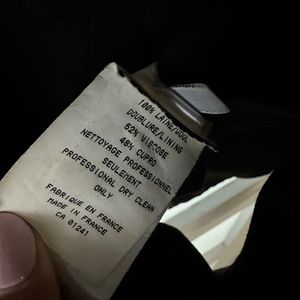 100% LAINE/WOOL
DOUBLURE/LINING
52% VISCOSE
48% CUPRO
NETTOYAGE PROFESSIONNEL
SEULEMENT
PROFESSIONAL DRY CLEAN
ONLY
FABRIQUE EN FRANCE
MADE IN FRANCE
CA 01241